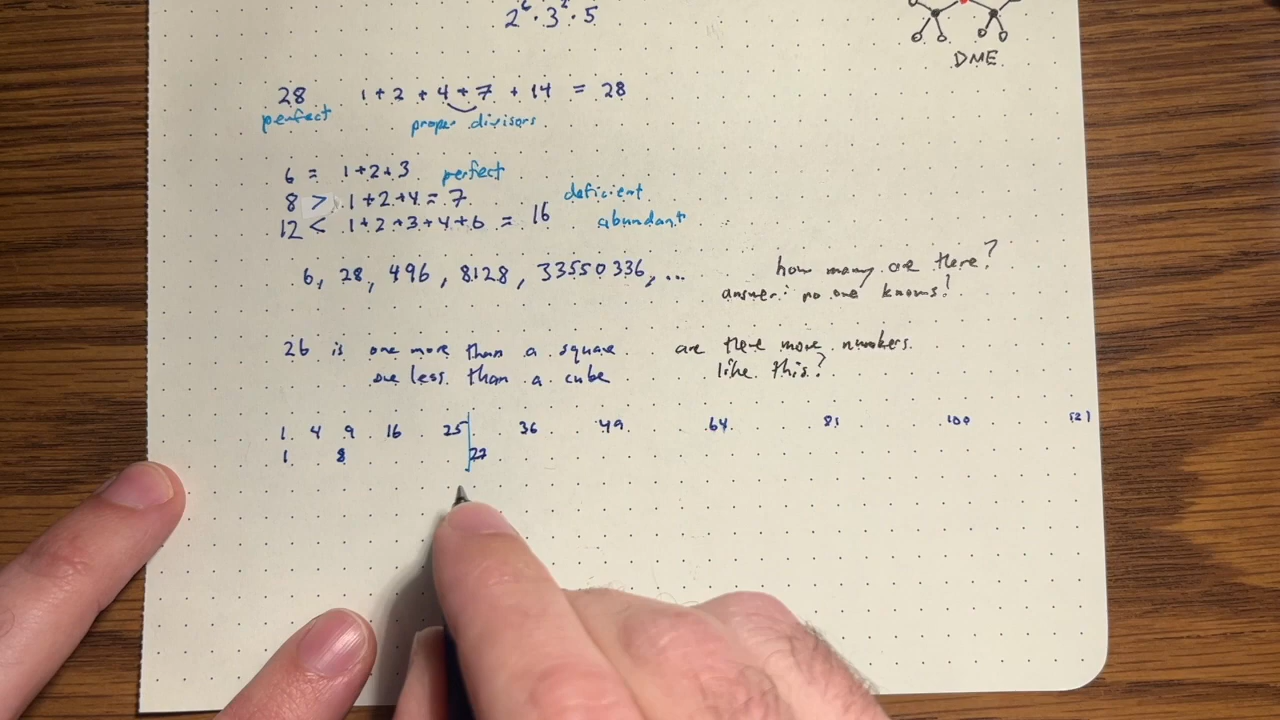 2⁶·3²·5
DME
28 1+2+4+7+14 = 28
perfect proper divisors
6 = 1+2+3 perfect
8 > 1+2+4=7 deficient
12 < 1+2+3+4+6 = 16 abundant
6, 28, 496, 8128, 33550336, ...
how many are there?
answer: no one knows!
26 is one more than a square
one less than a cube
are there more numbers
like this?
1 4 9 16 25 36 49 64 81 100 121
1 8 27